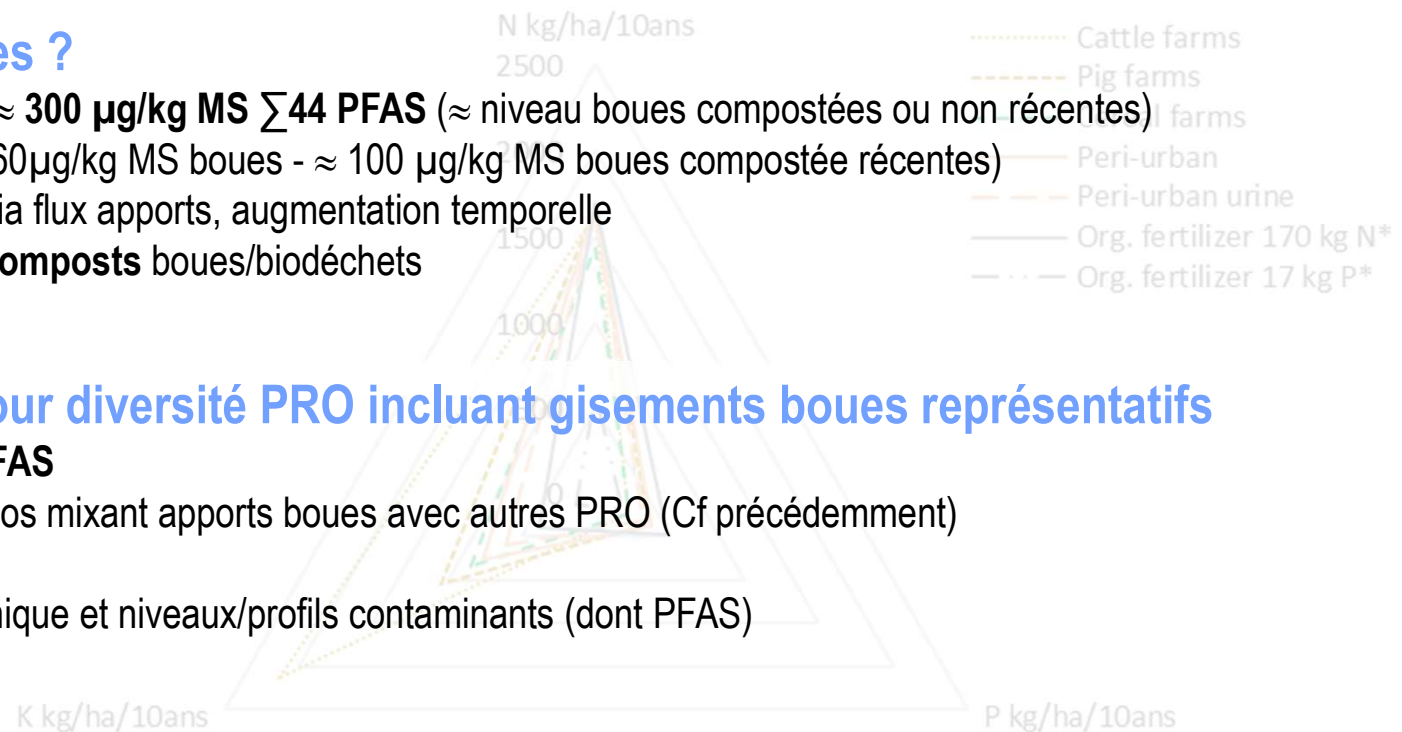 N kg/ha/10ans
es ?
2500
Cattle farms
Pig farms
≈ 300 µg/kg MS ∑44 PFAS (≈ niveau boues compostées ou non récentes)
farms
60µg/kg MS boues - ≈ 100 µg/kg MS boues compostée récentes)
Peri-urban
ia flux apports, augmentation temporelle
Peri-urban urine
1500
omposts boues/biodéchets
Org. fertilizer 170 kg N*
Org. fertilizer 17 kg P*
1000
our diversité PRO incluant gisements boues représentatifs
FAS
0
os mixant apports boues avec autres PRO (Cf précédemment)
nique et niveaux/profils contaminants (dont PFAS)
K kg/ha/10ans
P kg/ha/10ans